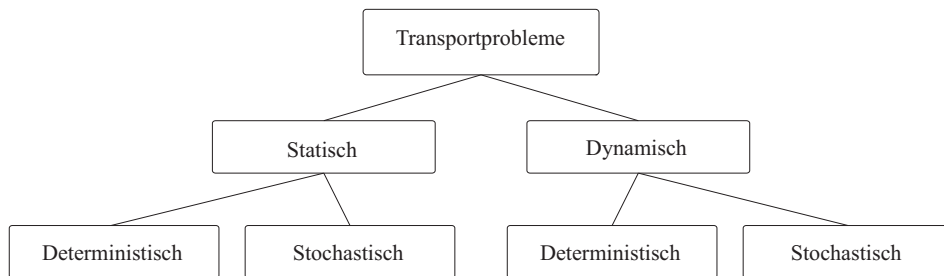 Transportprobleme
Statisch
Dynamisch
Deterministisch
Stochastisch
Deterministisch
Stochastisch